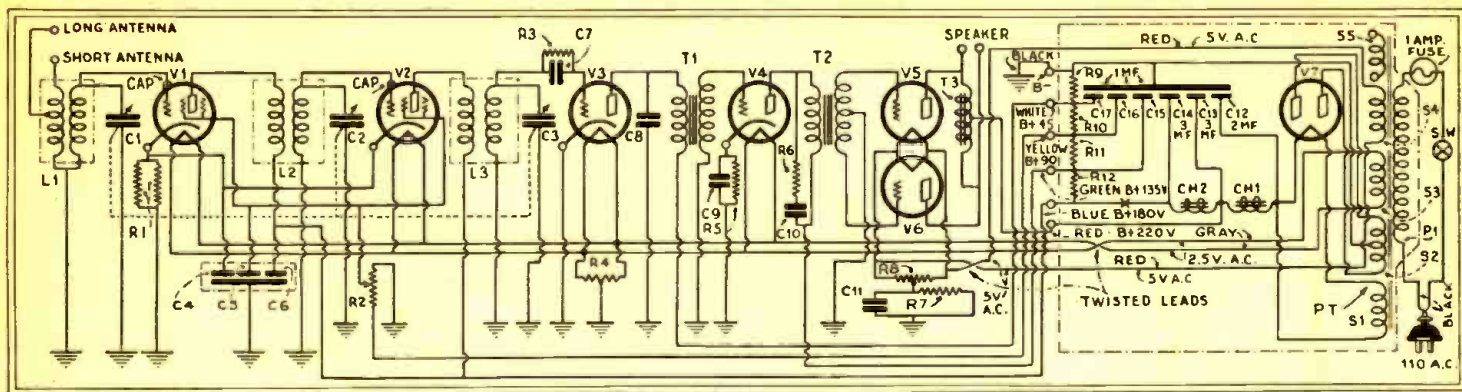 LONG ANTENNA
SHORT ANTENNA
CAP
V1
C1
L1
R1
C4
C5
C6
L2
C2
CAP
V2
R2
L3
R3
C7
C3
V3
C8
R4
T1
V4
C9
R5
R6
C10
T2
V5
V6
T3
SPEAKER
R8
R7
C11
5V
A.C.
TWISTED LEADS
BLACK
B-
WHITE
B+45
YELLOW
B+90
GREEN B+135V
BLUE B+180V
RED - B+220V GRAY
2.5V. A.C.
RED
5V A.C
RED 5V. A.C
R9
1MF.
R10
R11
R12
C17
C16
C15
C14
3
MF
C13
3
MF
C12
2MF
CH2
CH1
V7
S5
S4
S3
P1
S2
PT
S1
1 AMP.
FUSE
S.W
BLACK
110 A.C.